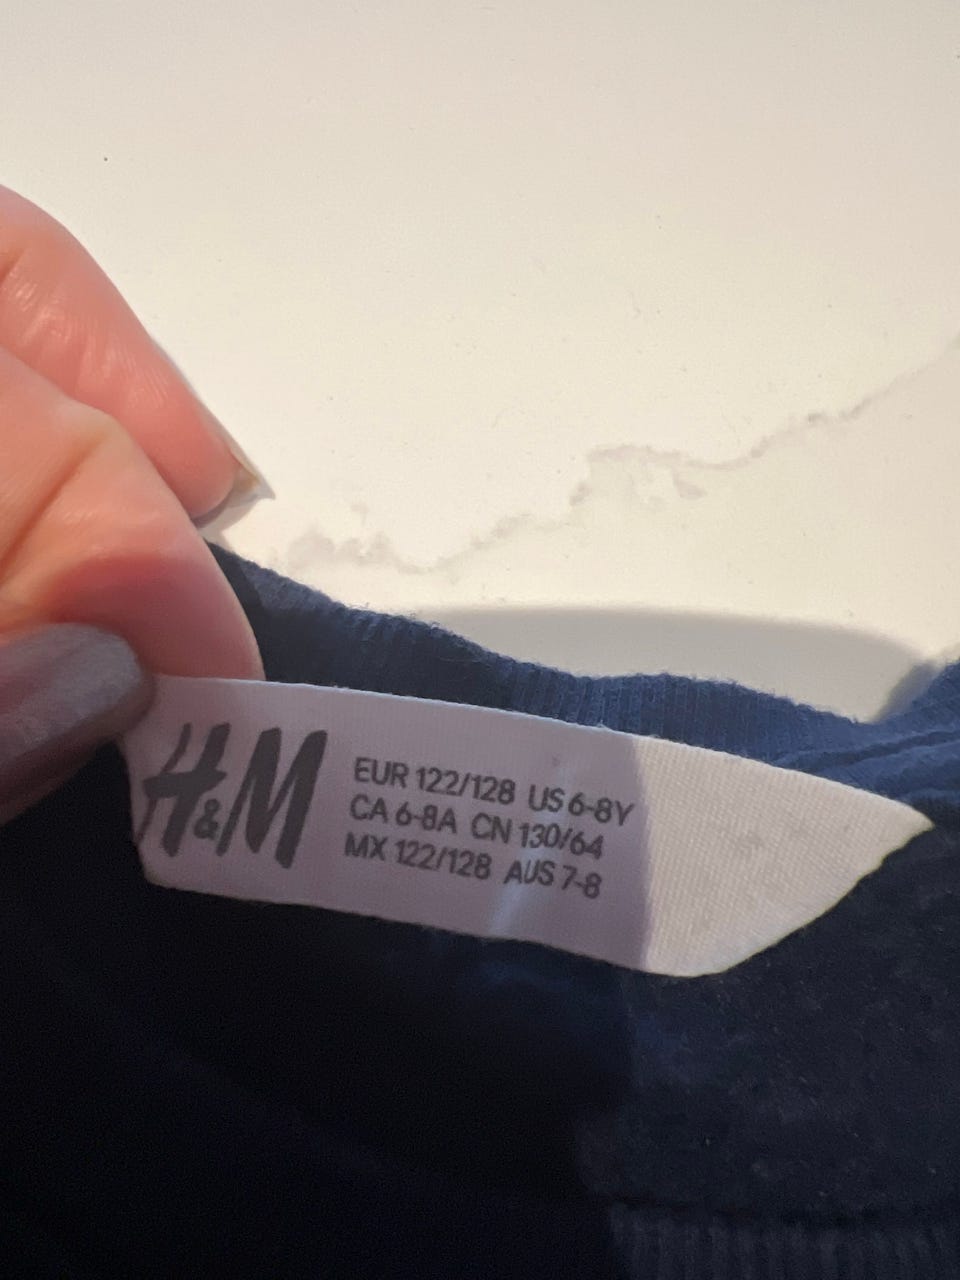 H&M
EUR 122/128 US 6-8Y
CA 6-8A CN 130/64
MX 122/128 AUS 7-8